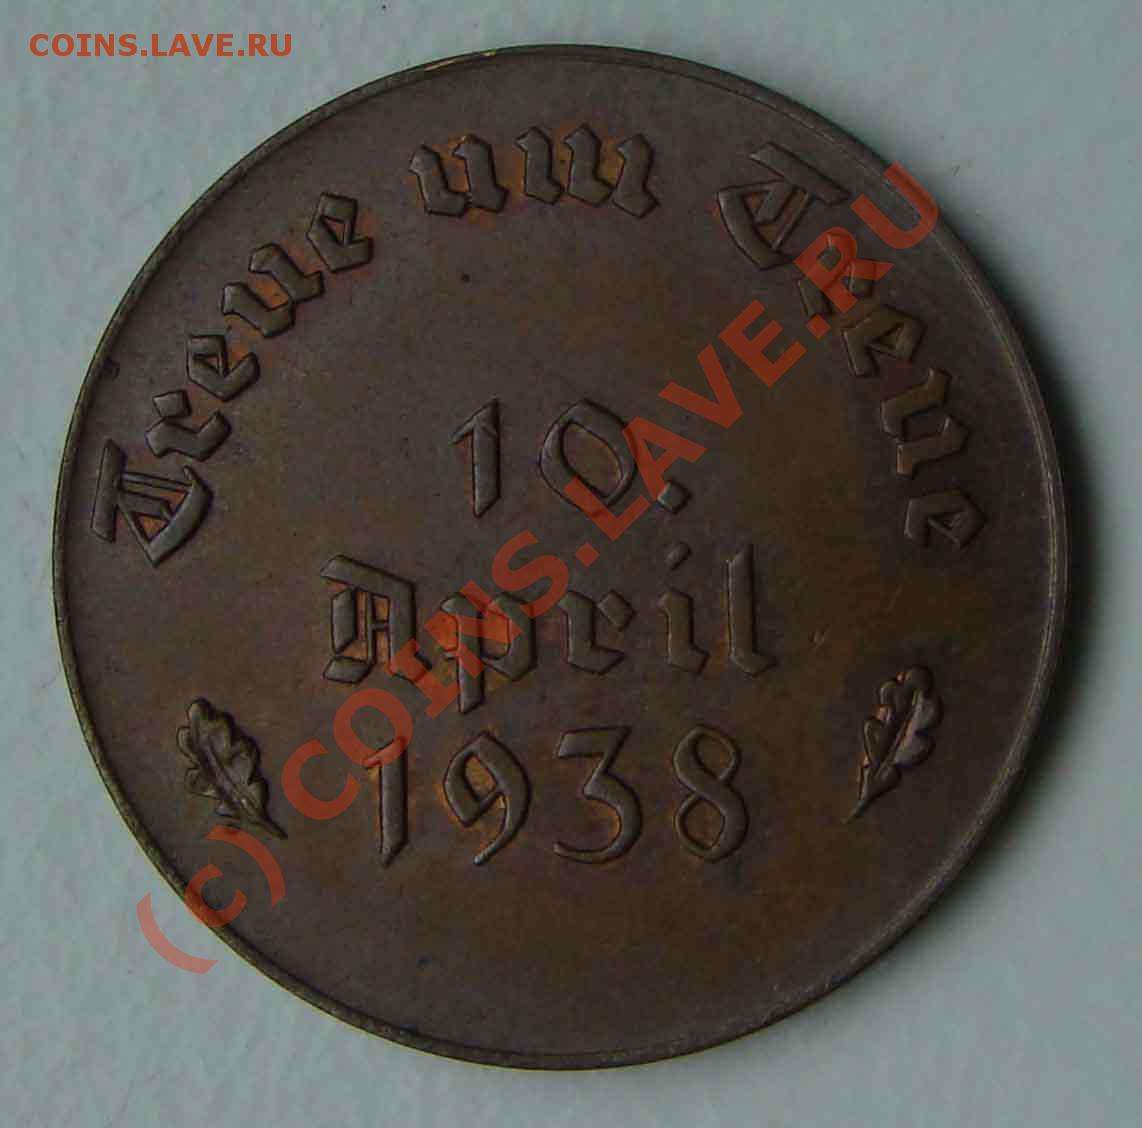 COINS.LAVE.RU
Treue um Treue
10.
April
1938
(c) COINS.LAVE.RU